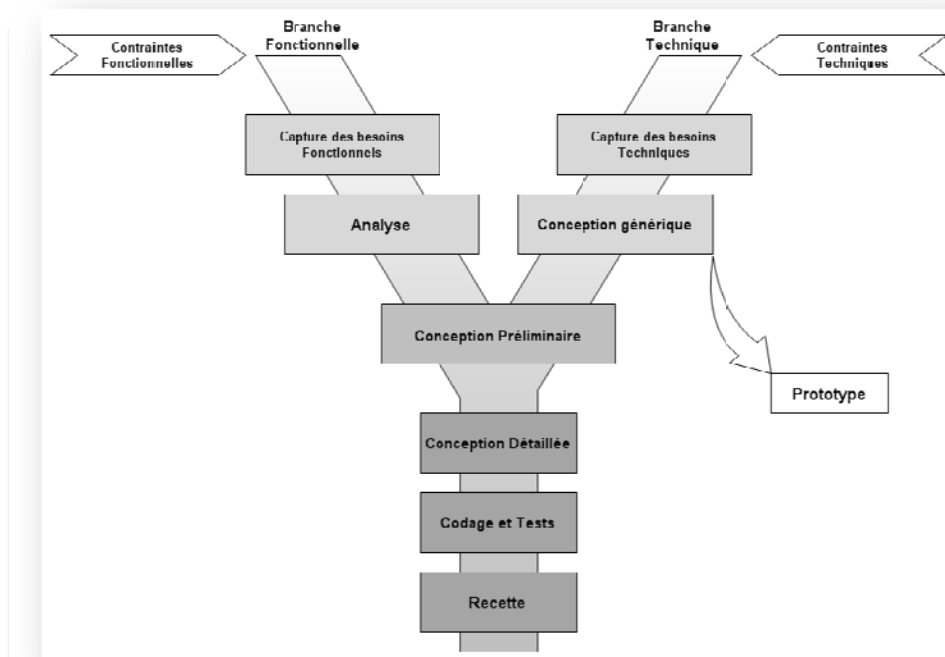 Branche
Fonctionnelle
Branche
Technique
Contraintes
Fonctionnelles
Contraintes
Techniques
Capture des besoins
Fonctionnels
Capture des besoins
Techniques
Analyse
Conception générique
Conception Préliminaire
Prototype
Conception Détaillée
Codage et Tests
Recette